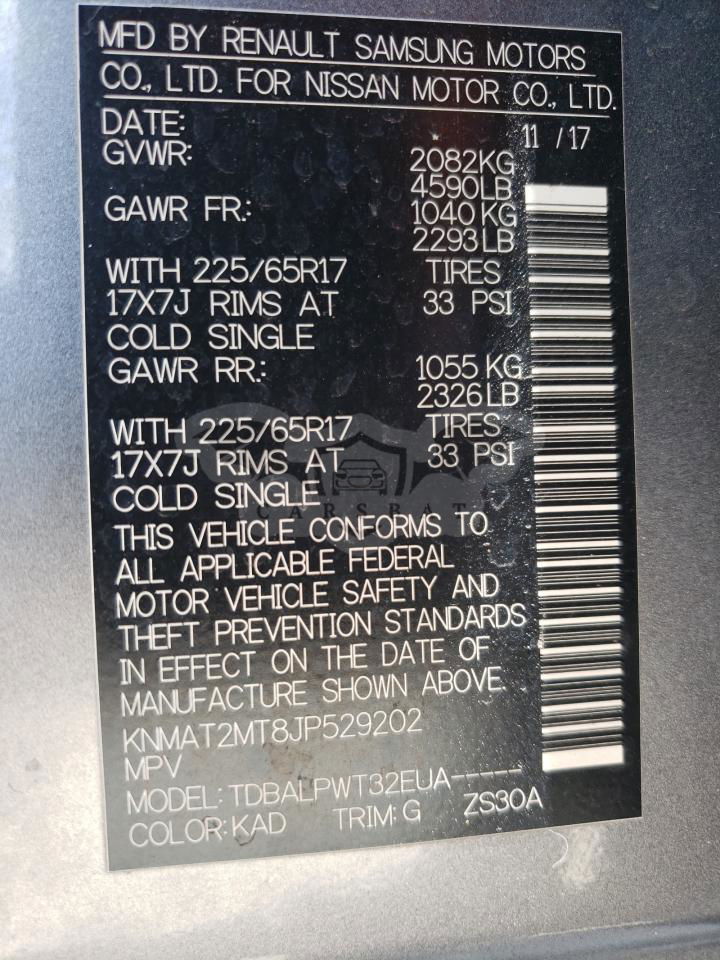 MFD BY RENAULT SAMSUNG MOTORS
CO., LTD. FOR NISSAN MOTOR CO., LTD.
DATE: 11 / 17
GVWR: 2082KG
4590LB
GAWR FR.: 1040KG
2293LB
WITH 225/65R17 TIRES
17X7J RIMS AT 33 PSI
COLD SINGLE
GAWR RR.: 1055KG
2326LB
WITH 225/65R17 TIRES
17X7J RIMS AT 33 PSI
COLD SINGLE
CARSBAT
THIS VEHICLE CONFORMS TO
ALL APPLICABLE FEDERAL
MOTOR VEHICLE SAFETY AND
THEFT PREVENTION STANDARDS
IN EFFECT ON THE DATE OF
MANUFACTURE SHOWN ABOVE.
KNMAT2MT8JP529202
MPV
MODEL: TDBALPWT32EUA-----
COLOR: KAD TRIM: G ZS30A